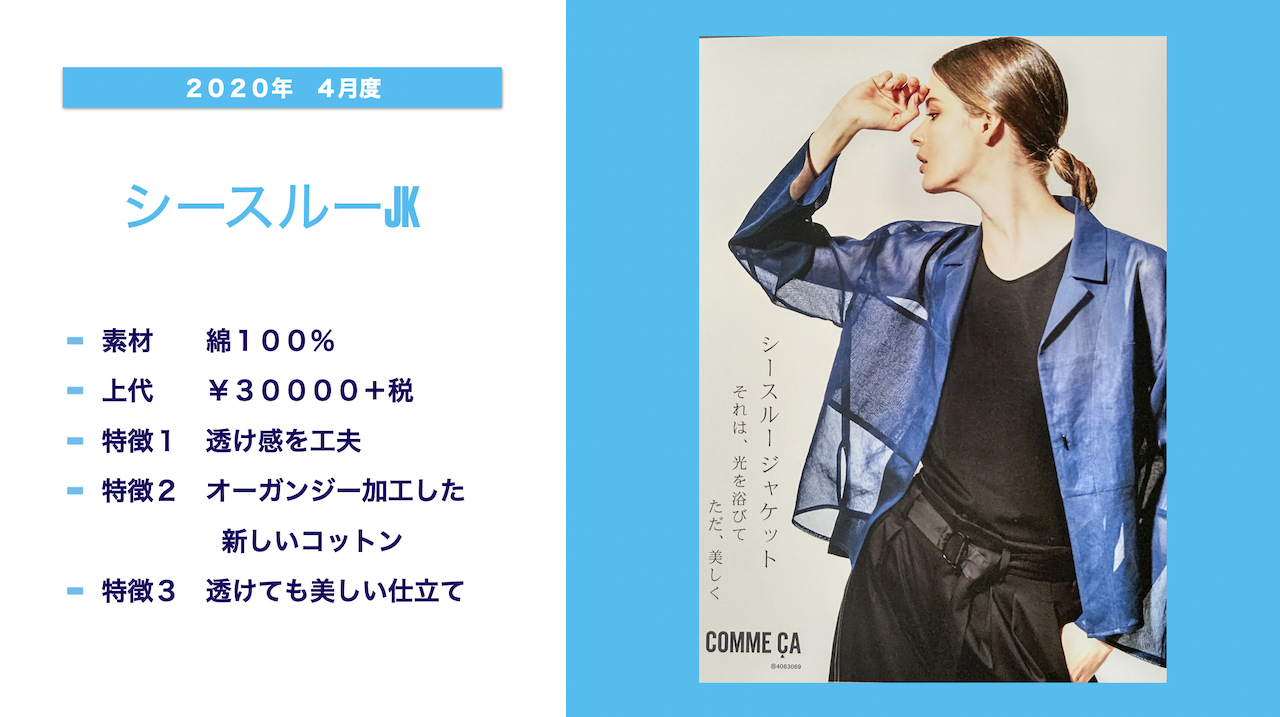 ２０２０年　４月度
シースルーJK
素材　　綿１００％
上代　　￥３００００＋税
特徴１　透け感を工夫
特徴２　オーガンジー加工した
新しいコットン
特徴３　透けても美しい仕立て
シースルージャケット
それは、光を浴びて
ただ、美しく
COMME ÇA
®4063069